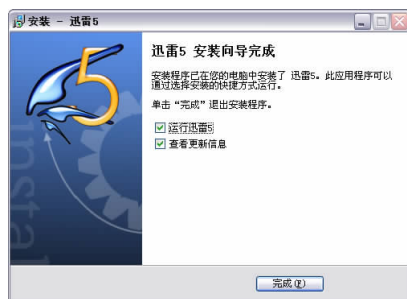 安装 - 迅雷5
迅雷5 安装向导完成
安装程序已在您的电脑中安装了 迅雷5。此应用程序可以
通过选择安装的快捷方式运行。
单击“完成”退出安装程序。
运行迅雷5
查看更新信息
5
insta
完成(F)